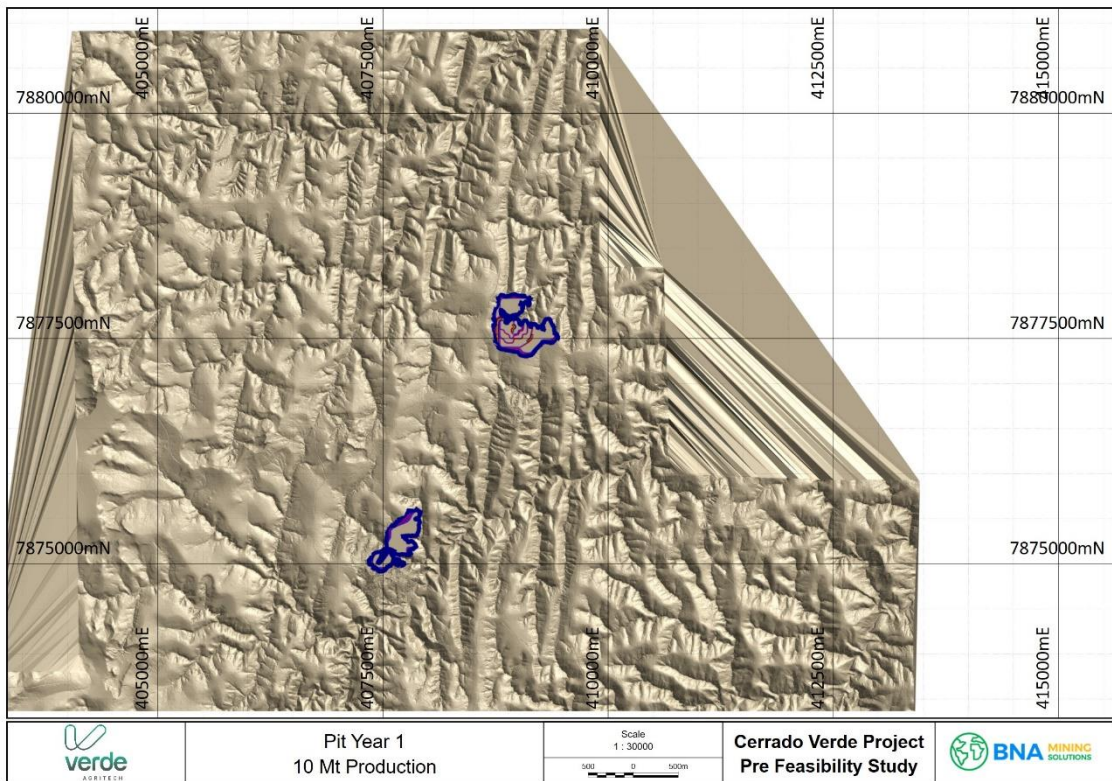 405000mE
407500mE
410000mE
412500mE
415000mE
7880000mN
7880000mN
7877500mN
7877500mN
7875000mN
7875000mN
405000mE
407500mE
410000mE
412500mE
415000mE
verde
AGRITECH
Pit Year 1
10 Mt Production
Scale
1 : 30000
500 0 500m
Cerrado Verde Project
Pre Feasibility Study
BNA MINING
SOLUTIONS